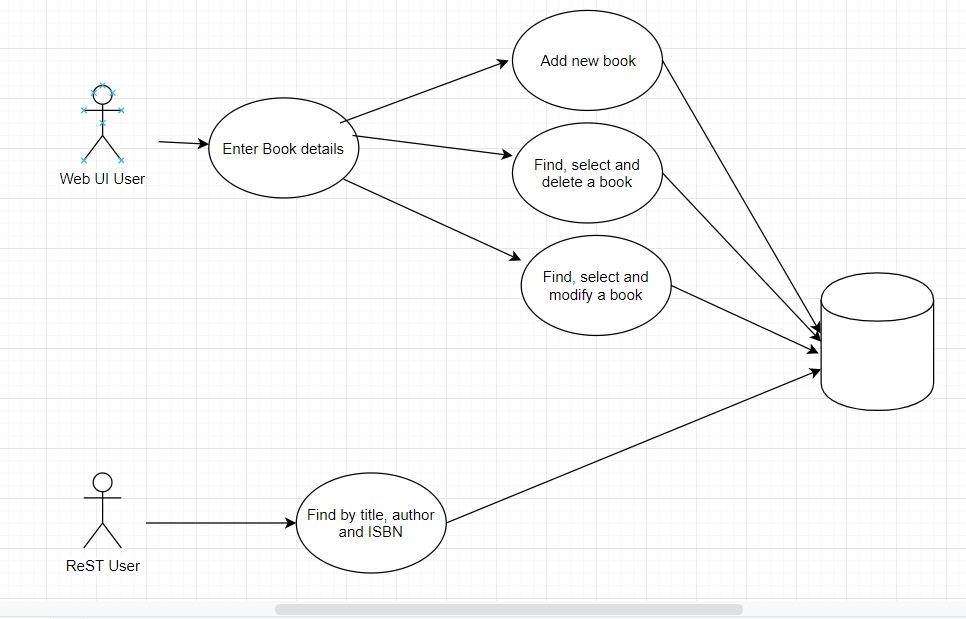 Add new book
Enter Book details
Find, select and
delete a book
Web UI User
Find, select and
modify a book
Find by title, author
and ISBN
ReST User